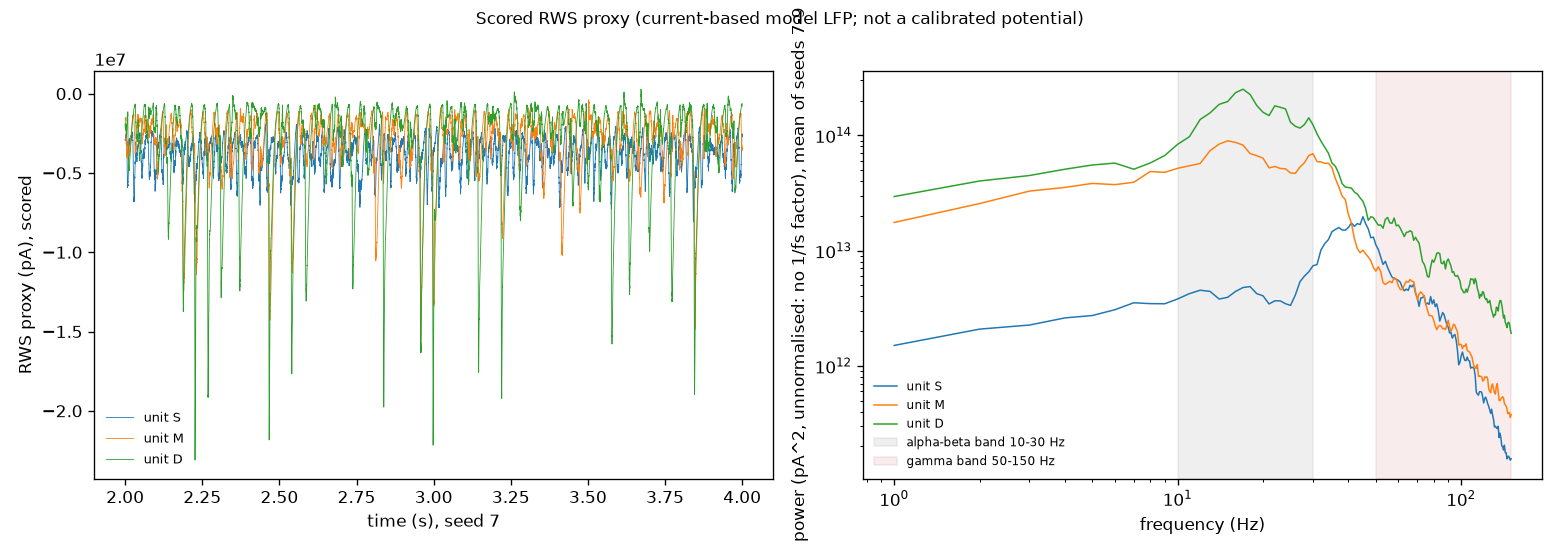 Scored RWS proxy (current-based model LFP; not a calibrated potential)
1e7
RWS proxy (pA), scored
0.0
−0.5
−1.0
−1.5
−2.0
unit S
unit M
unit D
2.00
2.25
2.50
2.75
3.00
3.25
3.50
3.75
4.00
time (s), seed 7
power (pA^2, unnormalised: no 1/fs factor), mean of seeds 7-9
10^14
10^13
10^12
unit S
unit M
unit D
alpha-beta band 10-30 Hz
gamma band 50-150 Hz
10^0
10^1
10^2
frequency (Hz)